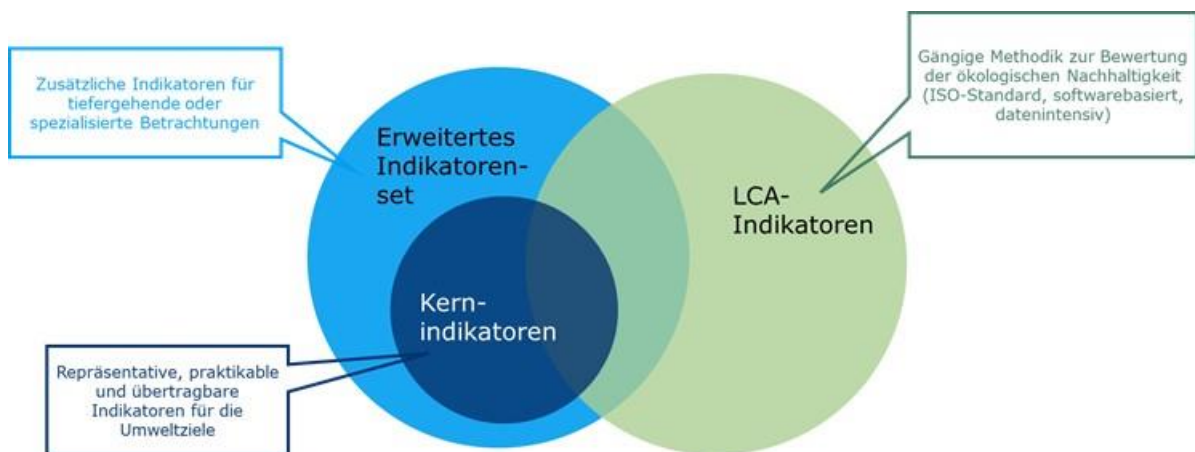 Zusätzliche Indikatoren für
tiefergehende oder
spezialisierte Betrachtungen
Erweitertes
Indikatoren-
set
Kern-
indikatoren
Repräsentative, praktikable
und übertragbare
Indikatoren für die
Umweltziele
Gängige Methodik zur Bewertung
der ökologischen Nachhaltigkeit
(ISO-Standard, softwarebasiert,
datenintensiv)
LCA-
Indikatoren